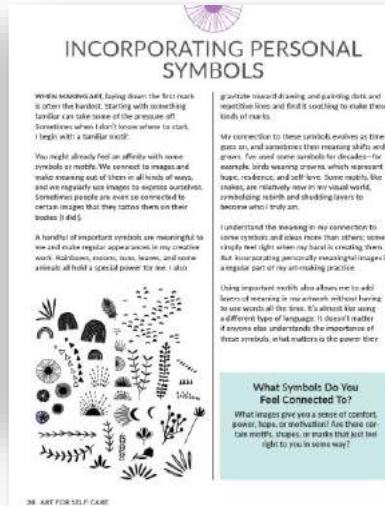 INCORPORATING PERSONAL
SYMBOLS
WHEN MAKING ART, laying down the first mark
is often the hardest. Starting with something
familiar can take some of the pressure off.
Sometimes when I don't know where to start,
I begin with a familiar motif.
You might already feel an affinity with some
symbols or motifs. We connect to images and
make meaning out of them in all kinds of ways,
and we regularly use images to express ourselves.
Sometimes people are even so connected to
certain images that they tattoo them on their
bodies (I did!).
A handful of important symbols are meaningful to
me and make regular appearances in my creative
work. Rainbows, moons, suns, leaves, and some
animals all hold a special power for me. I also
gravitate toward drawing and painting dots and
repetitive lines and find it soothing to make these
kinds of marks.
My connection to these symbols evolves as time
goes on, and sometimes their meaning shifts and
grows. I've used some symbols for decades—for
example, birds wearing crowns, which represent
hope, resilience, and self-love. Some motifs, like
snakes, are relatively new in my visual world,
symbolizing rebirth and shedding layers to
become who I truly am.
I understand the meaning in my connection to
some symbols and ideas more than others; some
simply feel right when my hand is creating them.
But incorporating personally meaningful images is
a regular part of my art-making practice.
Using important motifs also allows me to add
layers of meaning in my artwork without having
to use words all the time. It's almost like using
a different type of language. It doesn't matter
if anyone else understands the importance of
these symbols, what matters is the power they
What Symbols Do You
Feel Connected To?
What images give you a sense of comfort,
power, hope, or motivation? Are there cer-
tain motifs, shapes, or marks that just feel
right to you in some way?
28 ART FOR SELF-CARE